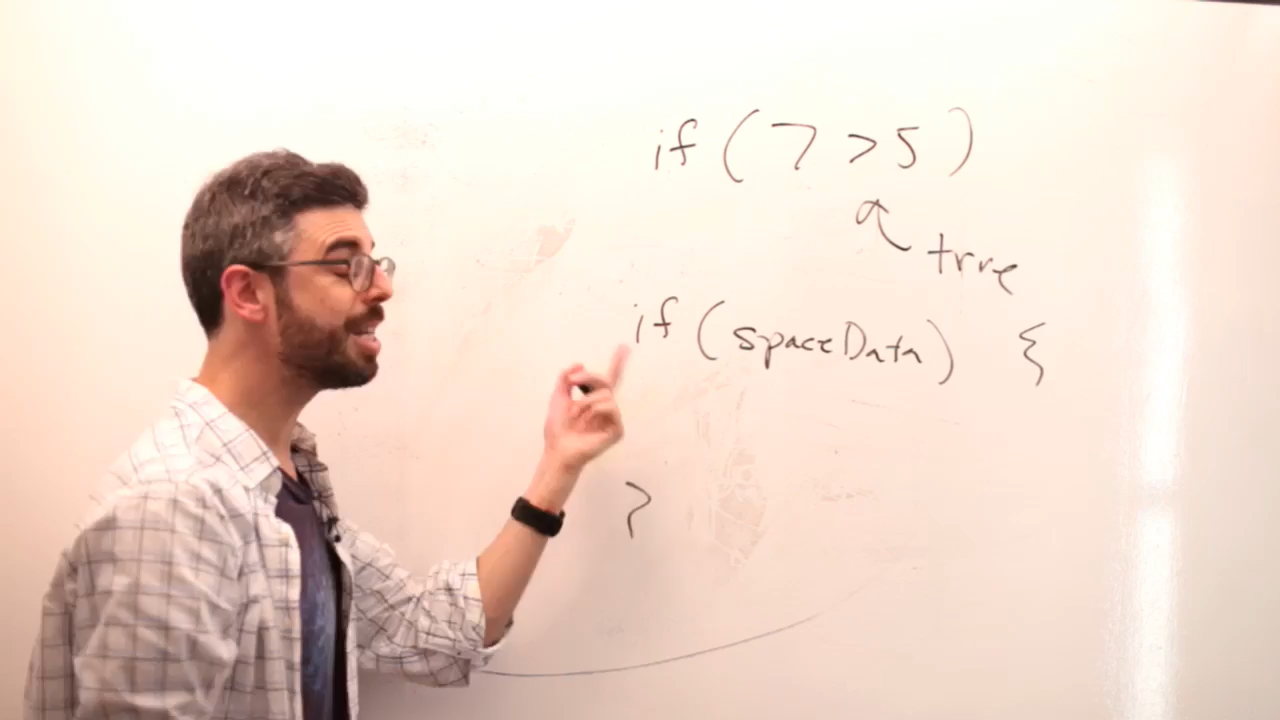 if (7 > 5)
true
if (spaceData) {
}